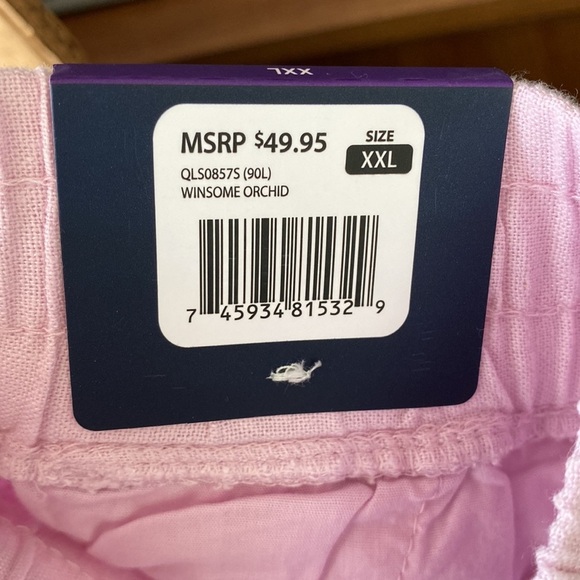 XXL
MSRP $49.95
SIZE
XXL
QLS0857S (90L)
WINSOME ORCHID
7 45934 81532 9